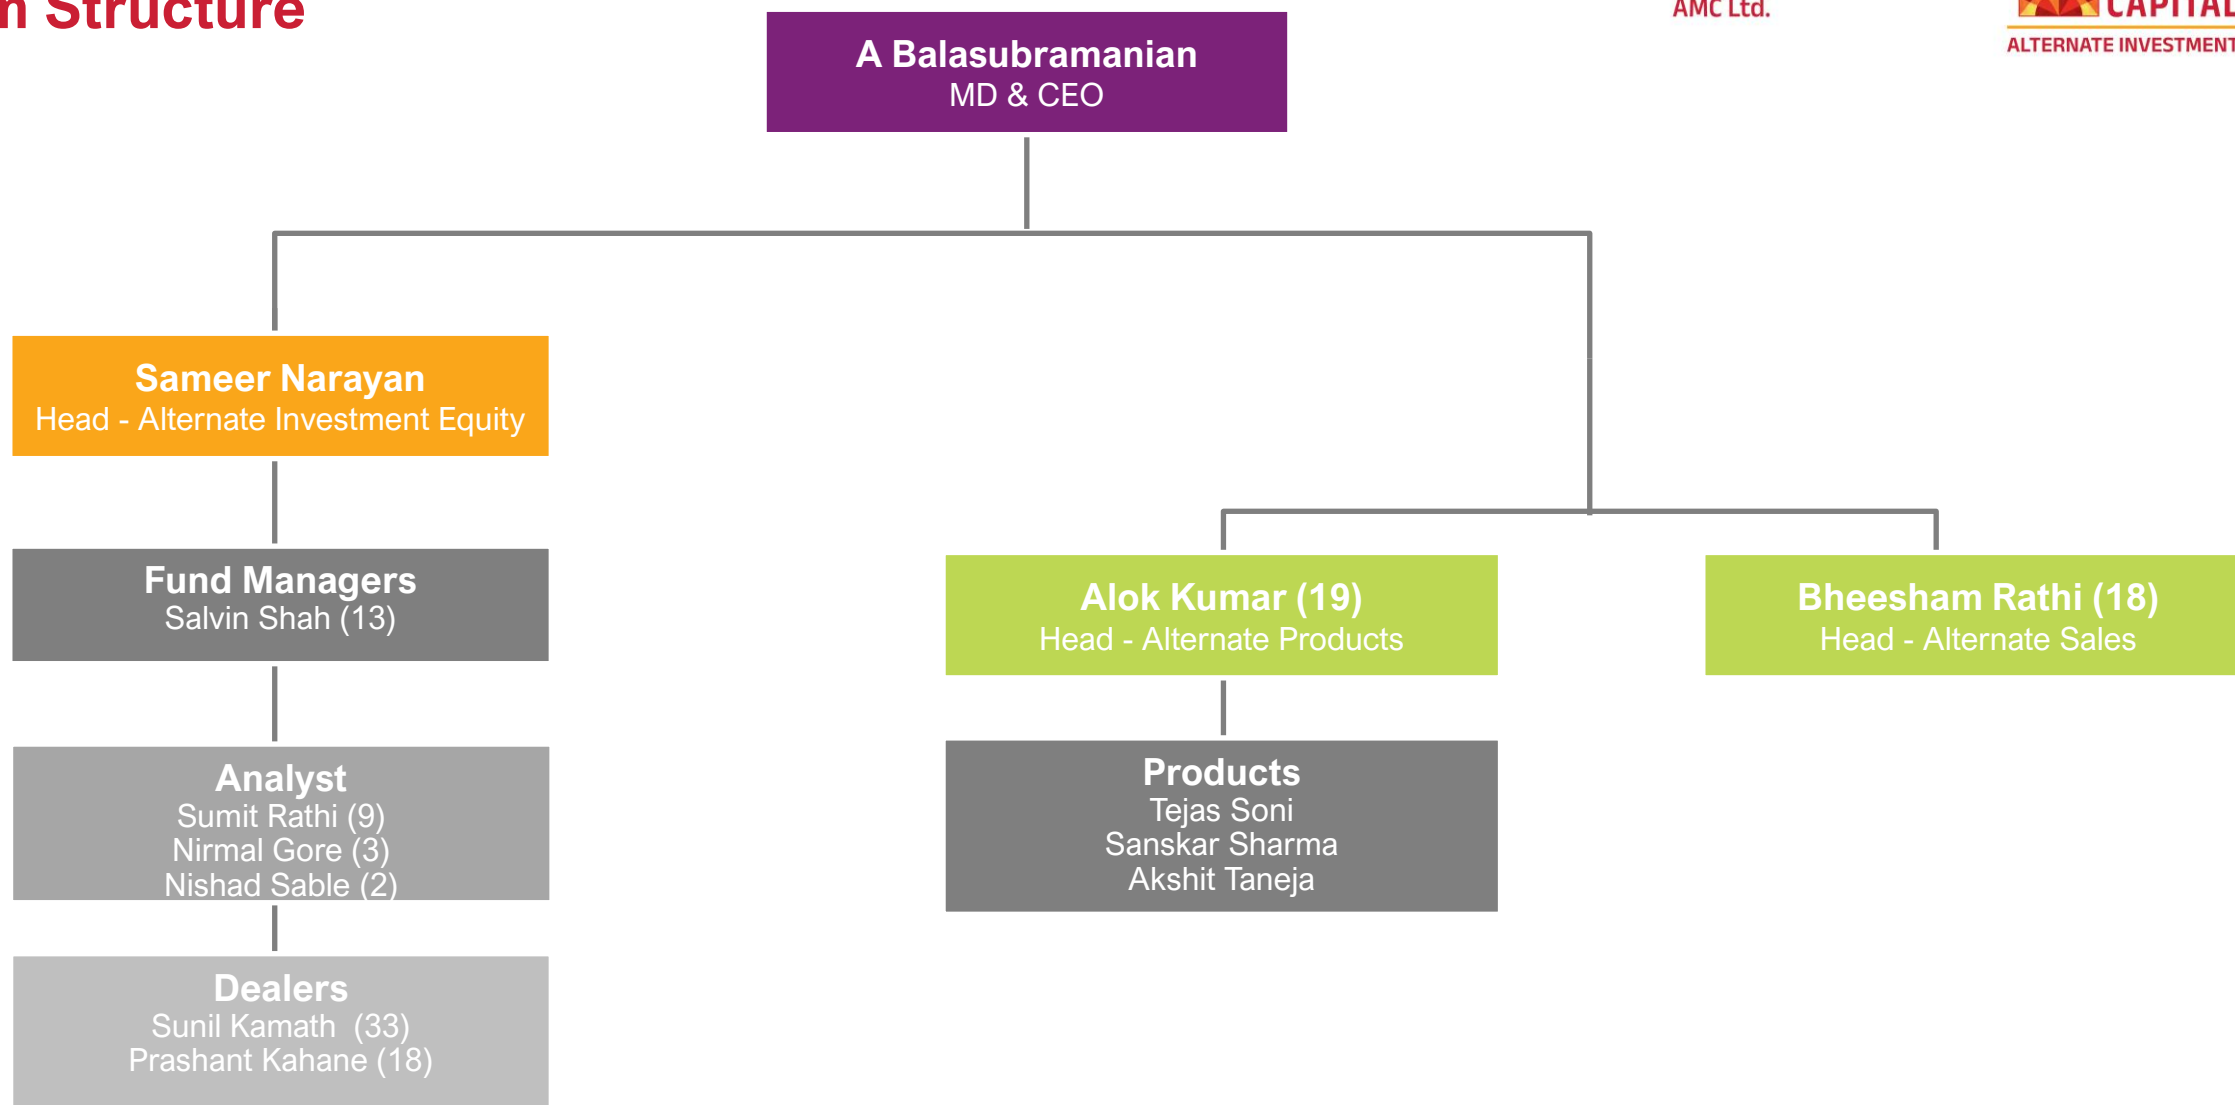 n Structure
AMC Ltd.
CAPITAL
ALTERNATE INVESTMENT
A Balasubramanian
MD & CEO
Sameer Narayan
Head - Alternate Investment Equity
Fund Managers
Salvin Shah (13)
Analyst
Sumit Rathi (9)
Nirmal Gore (3)
Nishad Sable (2)
Dealers
Sunil Kamath  (33)
Prashant Kahane (18)
Alok Kumar (19)
Head - Alternate Products
Products
Tejas Soni
Sanskar Sharma
Akshit Taneja
Bheesham Rathi (18)
Head - Alternate Sales